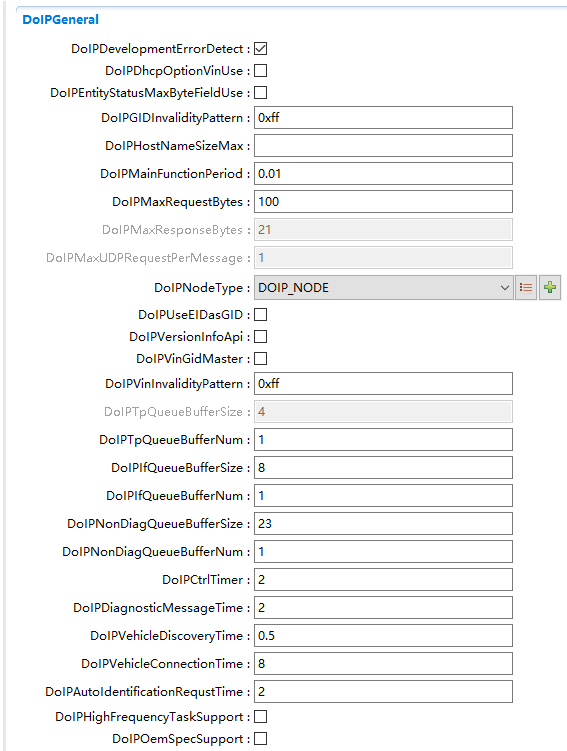 DoIPGeneral
DoIPDevelopmentErrorDetect :
DoIPDhcpOptionVinUse :
DoIPEntityStatusMaxByteFieldUse :
DoIPGIDInvalidityPattern : 0xff
DoIPHostNameSizeMax :
DoIPMainFunctionPeriod : 0.01
DoIPMaxRequestBytes : 100
DoIPMaxResponseBytes : 21
DoIPMaxUDPRequestPerMessage : 1
DoIPNodeType : DOIP_NODE
DoIPUseEIDasGID :
DoIPVersionInfoApi :
DoIPVinGidMaster :
DoIPVinInvalidityPattern : 0xff
DoIPTpQueueBufferSize : 4
DoIPTpQueueBufferNum : 1
DoIPIfQueueBufferSize : 8
DoIPIfQueueBufferNum : 1
DoIPNonDiagQueueBufferSize : 23
DoIPNonDiagQueueBufferNum : 1
DoIPCtrlTimer : 2
DoIPDiagnosticMessageTime : 2
DoIPVehicleDiscoveryTime : 0.5
DoIPVehicleConnectionTime : 8
DoIPAutoIdentificationRequstTime : 2
DoIPHighFrequencyTaskSupport :
DoIPOemSpecSupport :